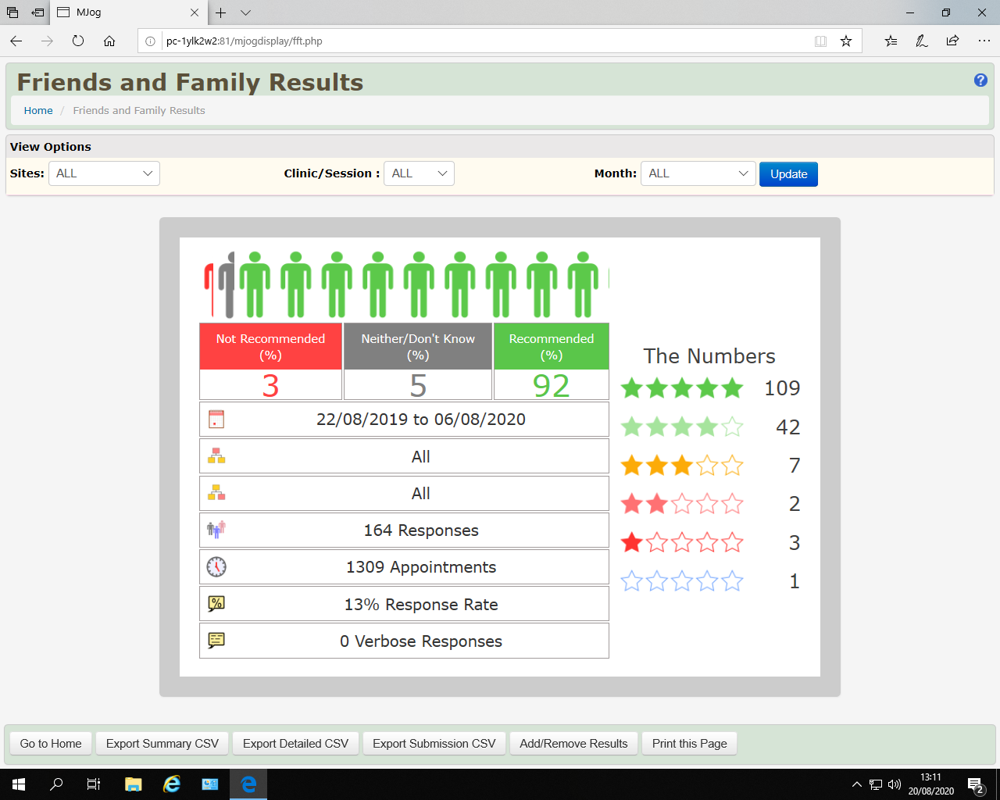 MJog
pc-1ylk2w2:81/mjogdisplay/fft.php
Friends and Family Results
Home / Friends and Family Results
View Options
Sites: ALL Clinic/Session : ALL Month: ALL Update
Not Recommended (%)
Neither/Don't Know (%)
Recommended (%)
3 5 92
22/08/2019 to 06/08/2020
All
All
164 Responses
1309 Appointments
13% Response Rate
0 Verbose Responses
The Numbers
109
42
7
2
3
1
Go to Home Export Summary CSV Export Detailed CSV Export Submission CSV Add/Remove Results Print this Page
13:11
20/08/2020
2